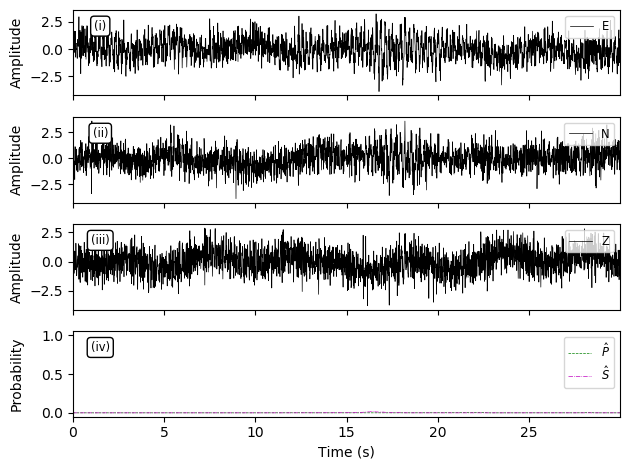 Amplitude
2.5
0.0
−2.5
(i)
E
Amplitude
2.5
0.0
−2.5
(ii)
N
Amplitude
2.5
0.0
−2.5
(iii)
Z
Probability
1.0
0.5
0.0
(iv)
P̂
Ŝ
0 5 10 15 20 25
Time (s)